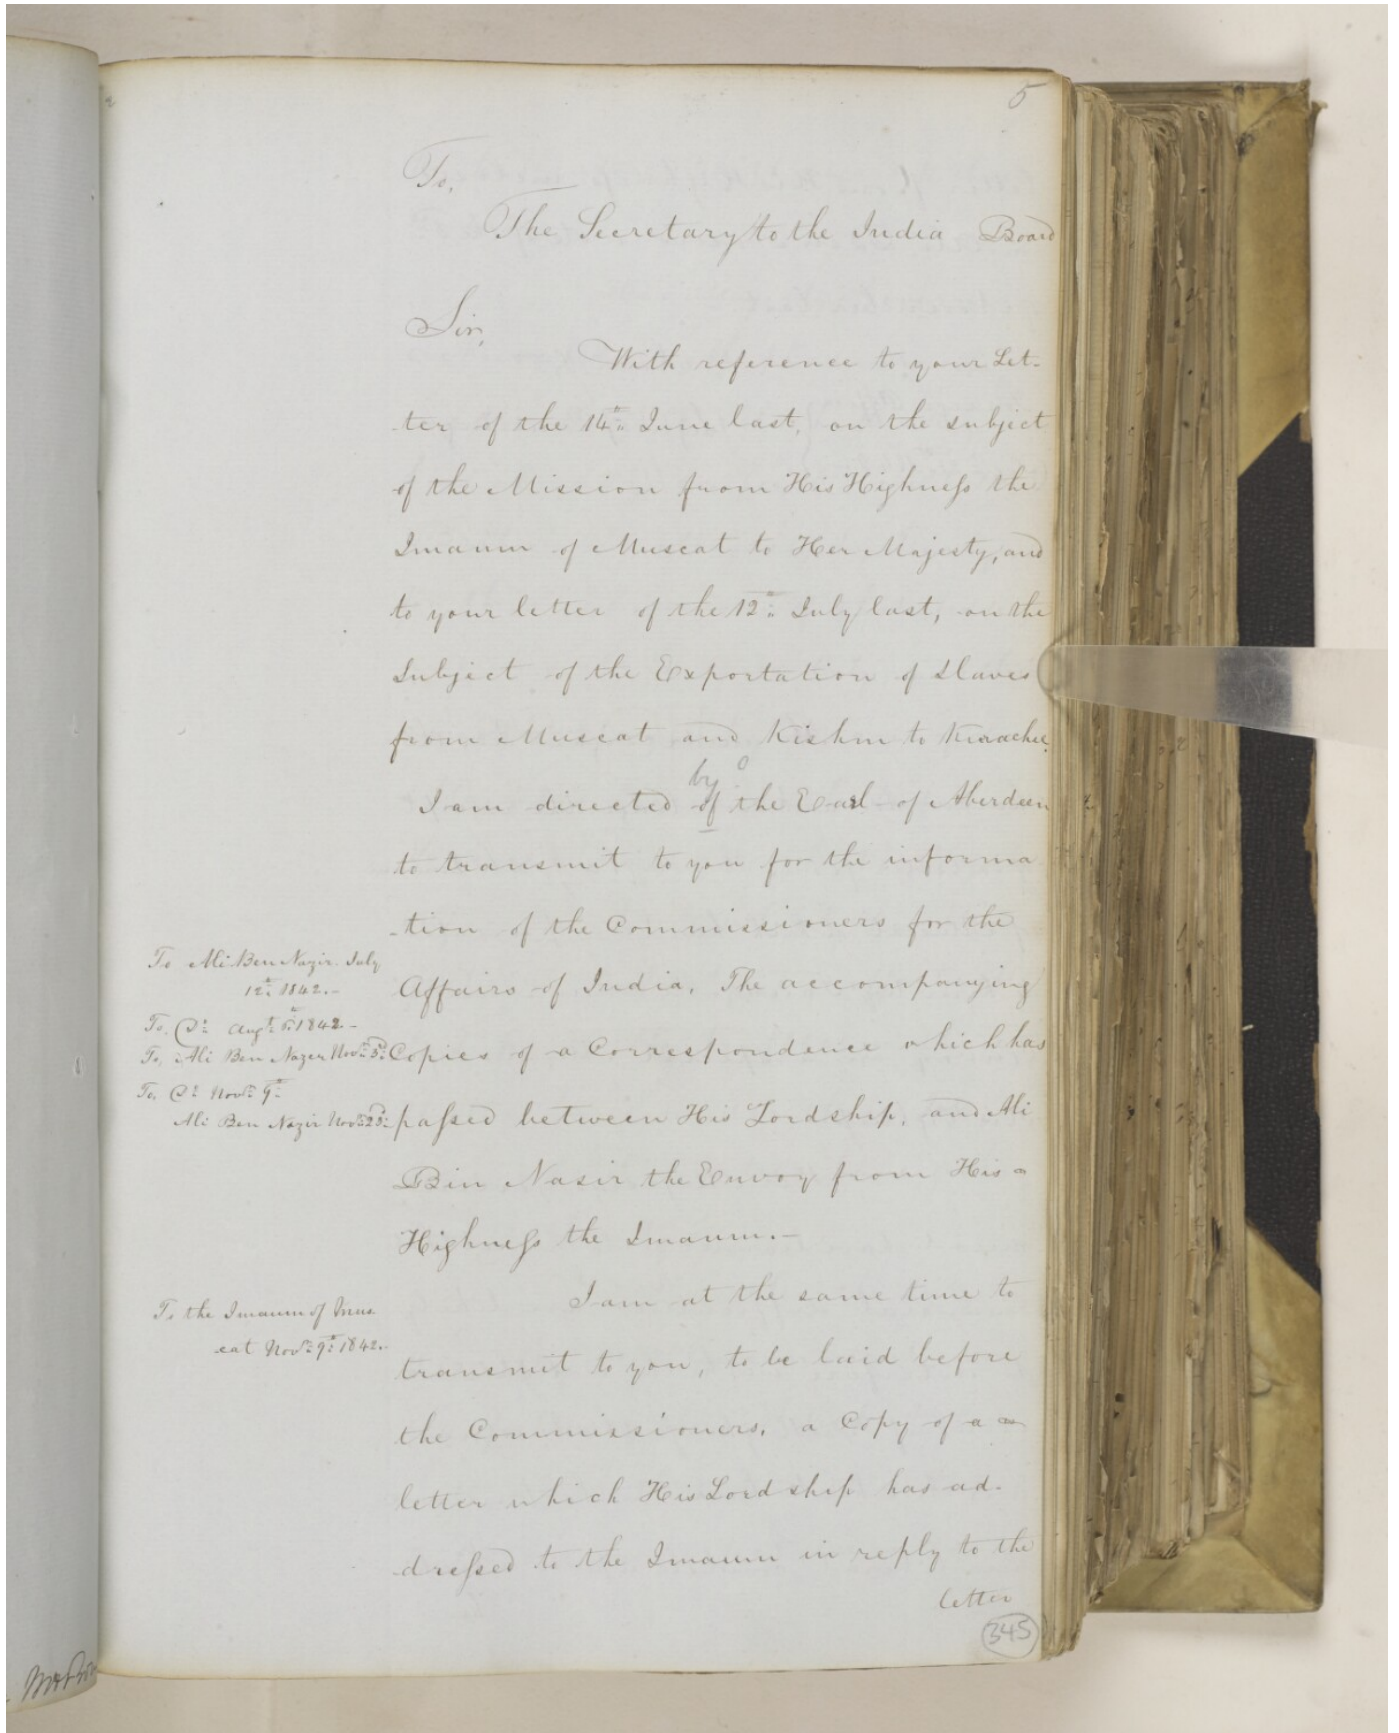 5
To,
The Secretary to the India Board
Sir,
With reference to your Let-
-ter of the 14th June last, on the subject
of the Mission from His Highness the
Imaum of Muscat to Her Majesty, and
to your letter of the 12th July last, on the
Subject of the Exportation of Slaves
from Muscat and Kishm to Kurachee.
by
I am directed of the Earl of Aberdeen
to transmit to you for the informa
-tion of the Commissioners for the
Affairs of India, The accompanying
Copies of a Correspondence which has
passed between His Lordship, and Ali
Bin Nasir the Envoy from His
Highness the Imaum.-
I am at the same time to
transmit to you, to be laid before
the Commissioners, a Copy of a
letter which His Lordship has ad-
-dressed to the Imaum in reply to the
letter
345
To Ali Ben Nazir. July
12th 1842.-
To. Do Augt 5th 1842.-
To, Ali Ben Nazer Novr 5th
To, Do Novr 9th
Ali Ben Nazir Novr 23d
To the Imaum of Mus
-cat Novr 9th 1842.